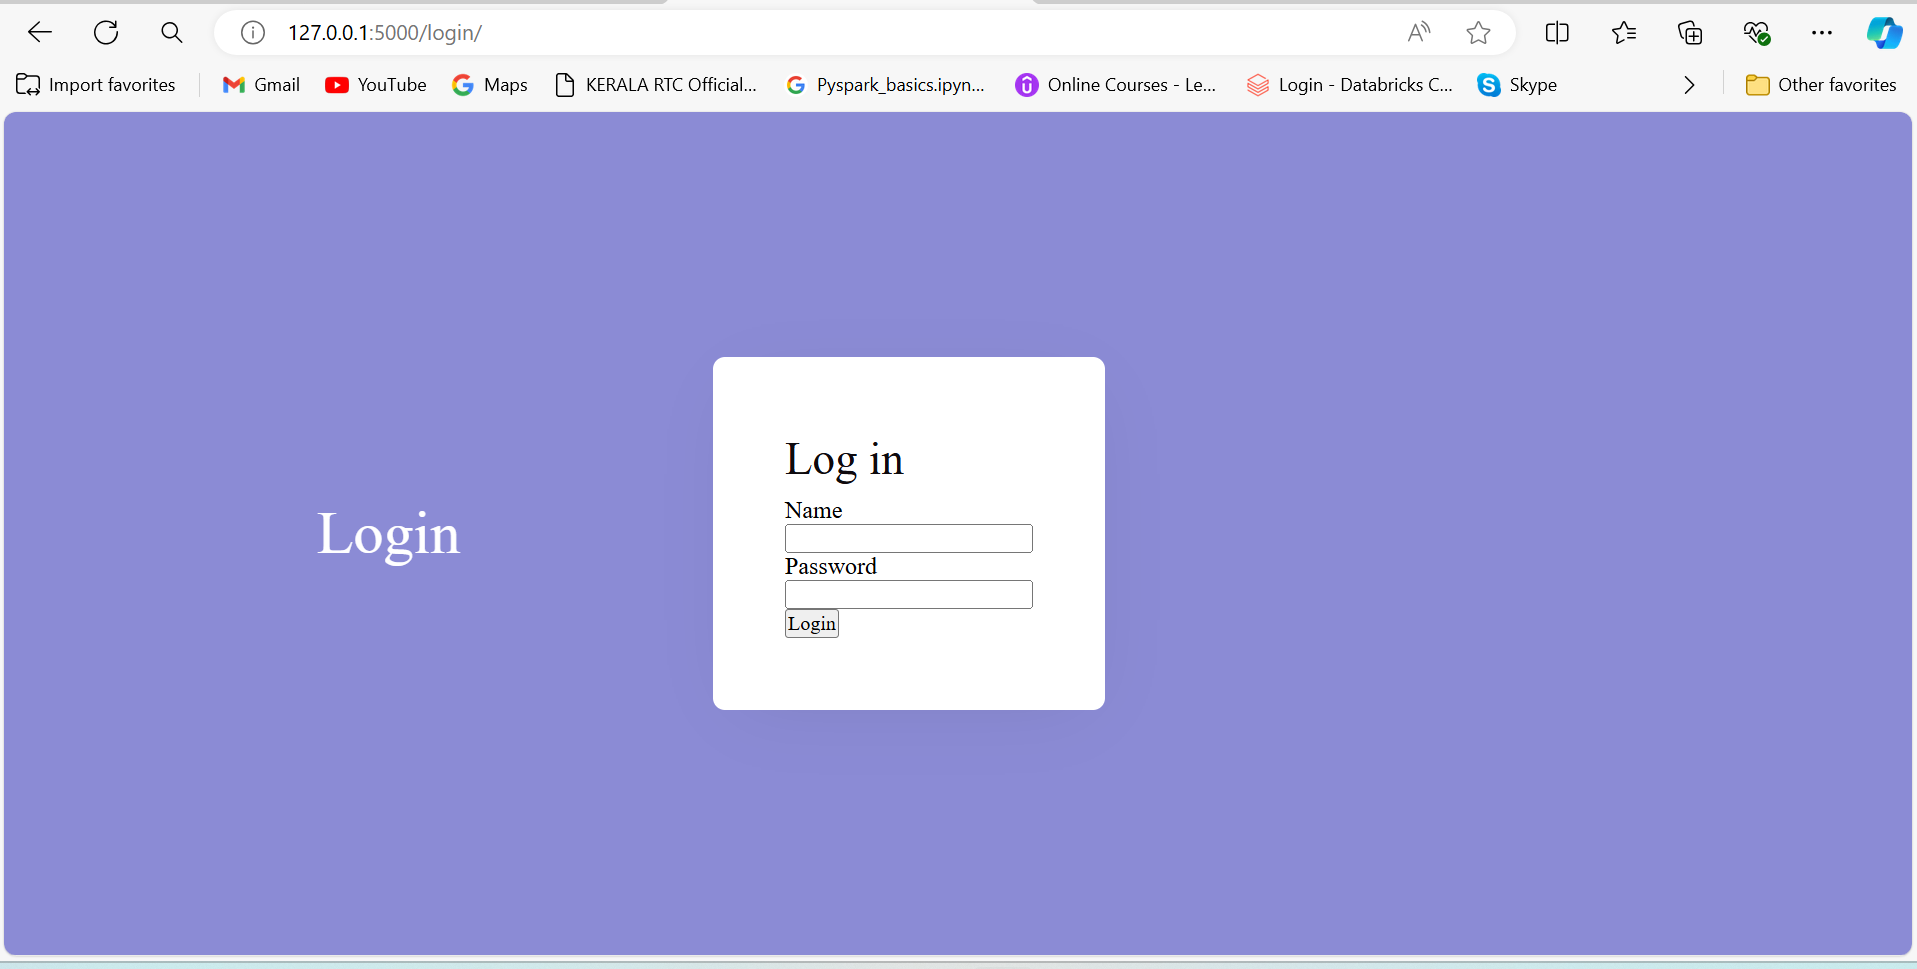 127.0.0.1:5000/login/
Import favorites Gmail YouTube Maps KERALA RTC Official... Pyspark_basics.ipyn... Online Courses - Le... Login - Databricks C... Skype Other favorites
Login
Log in
Name
Password
Login